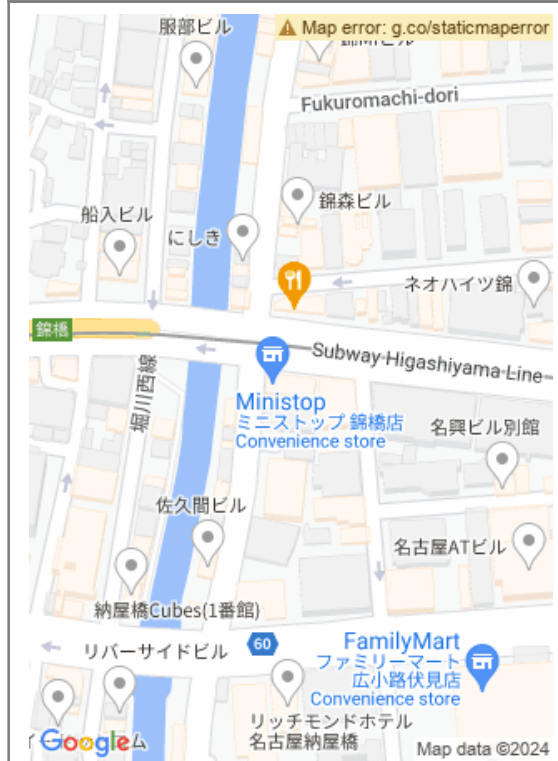 服部ビル
Map error: g.co/staticmaperror
Fukuromachi-dori
錦森ビル
船入ビル
にしき
ネオハイツ錦
錦橋
Subway Higashiyama Line
堀川西線
Ministop
ミニストップ 錦橋店
Convenience store
名興ビル別館
佐久間ビル
名古屋ATビル
納屋橋Cubes(1番館)
60
リバーサイドビル
FamilyMart
ファミリーマート
広小路伏見店
Convenience store
リッチモンドホテル
名古屋納屋橋
Google
Map data ©2024